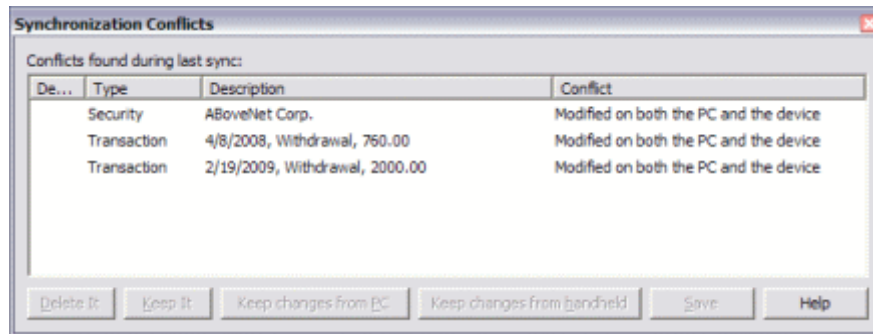 Synchronization Conflicts
Conflicts found during last sync:
De... Type Description Conflict
Security ABoveNet Corp. Modified on both the PC and the device
Transaction 4/8/2008, Withdrawal, 760.00 Modified on both the PC and the device
Transaction 2/19/2009, Withdrawal, 2000.00 Modified on both the PC and the device
Delete It Keep It Keep changes from PC Keep changes from handheld Save Help